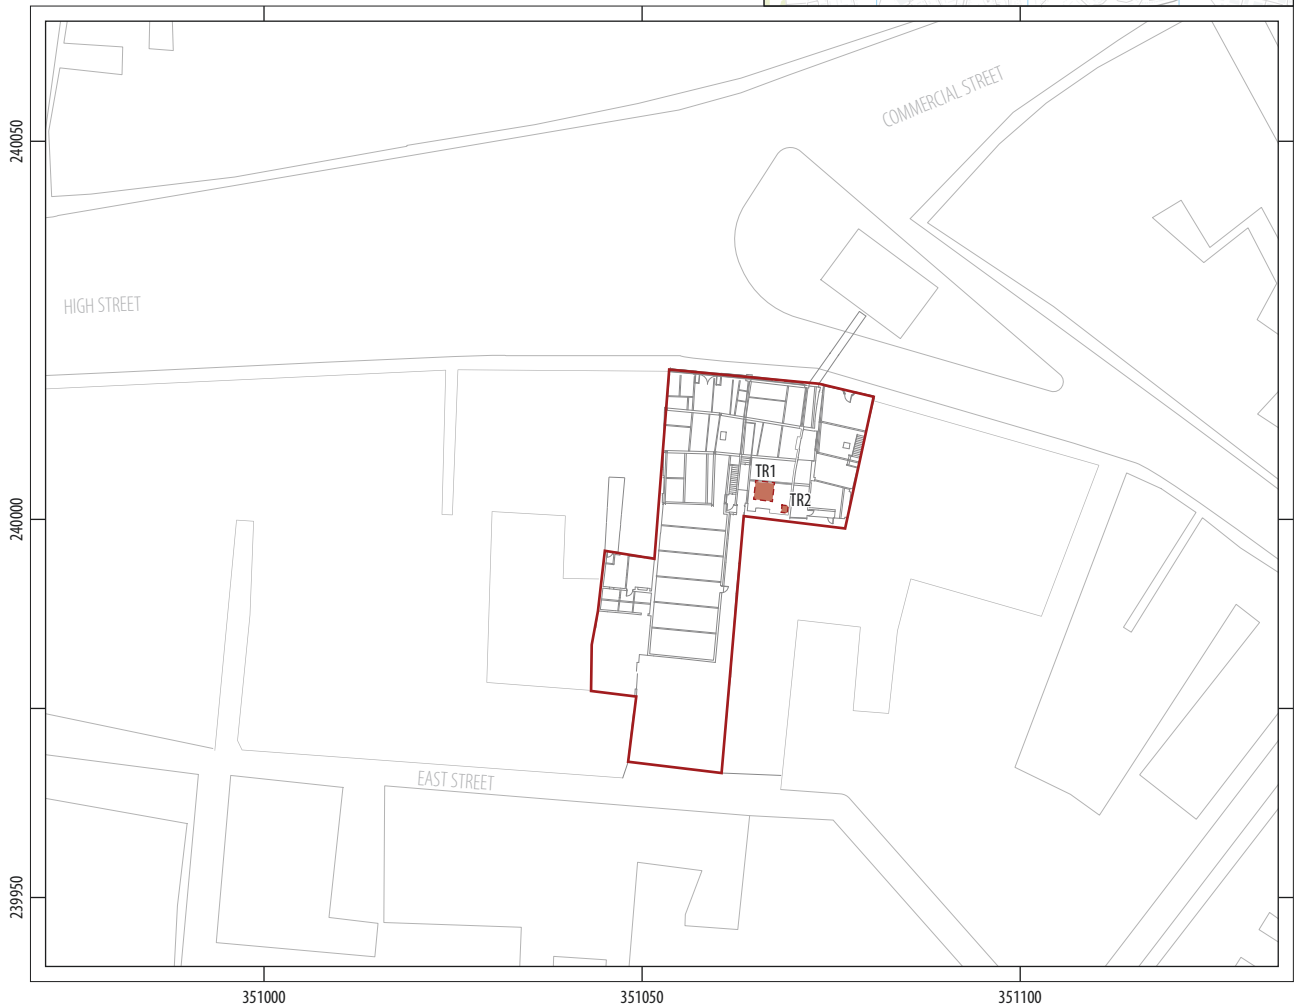 COMMERCIAL STREET
240050
HIGH STREET
TR1
TR2
240000
EAST STREET
239950
351000
351050
351100